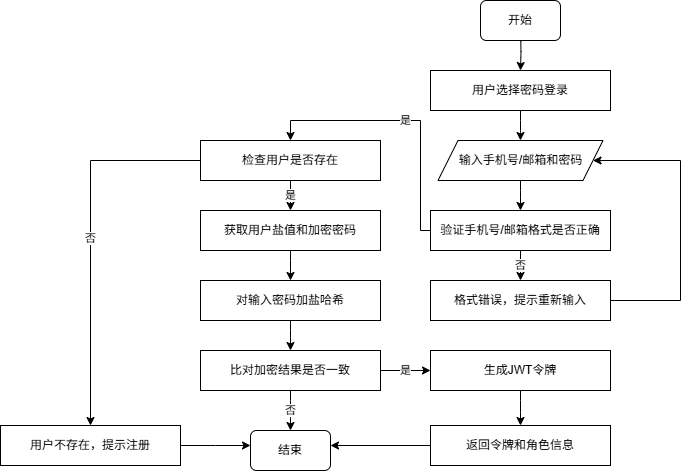 开始
用户选择密码登录
是
检查用户是否存在
输入手机号/邮箱和密码
是
否
获取用户盐值和加密密码
验证手机号/邮箱格式是否正确
否
对输入密码加盐哈希
格式错误，提示重新输入
比对加密结果是否一致
是
生成JWT令牌
否
用户不存在，提示注册
结束
返回令牌和角色信息